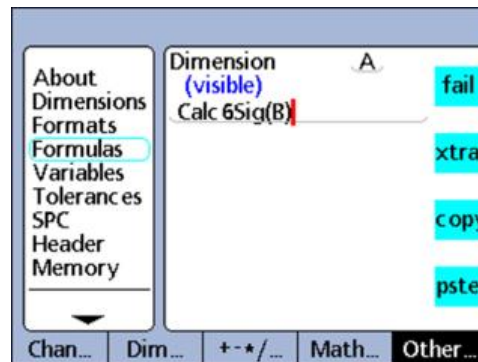 About
Dimensions
Formats
Formulas
Variables
Tolerances
SPC
Header
Memory
Dimension A
(visible)
Calc 6Sig(B)
fail
xtra
copy
pste
Chan... Dim... +-*/... Math... Other...